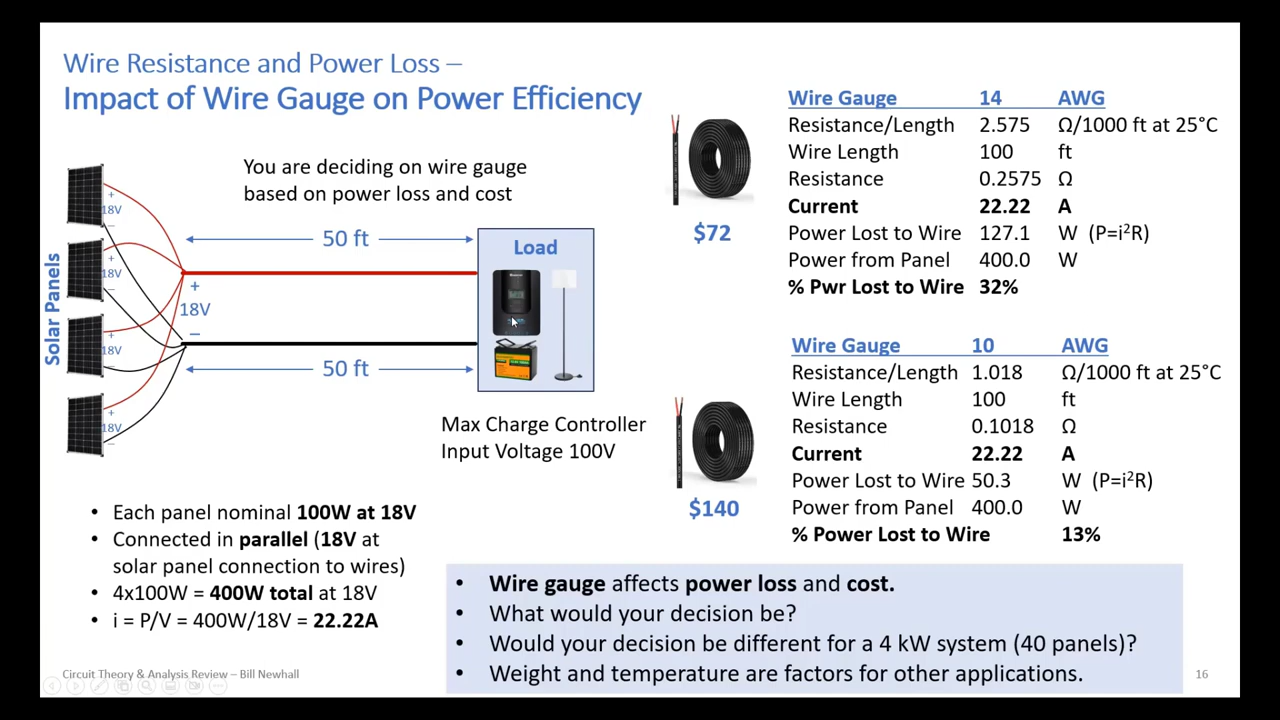 Wire Resistance and Power Loss –
Impact of Wire Gauge on Power Efficiency
You are deciding on wire gauge
based on power loss and cost
Solar Panels
+
18V
–
+
18V
–
+
18V
–
+
18V
–
50 ft
+
18V
–
50 ft
Load
Max Charge Controller
Input Voltage 100V
• Each panel nominal 100W at 18V
• Connected in parallel (18V at
solar panel connection to wires)
• 4x100W = 400W total at 18V
• i = P/V = 400W/18V = 22.22A
$72
Wire Gauge 14 AWG
Resistance/Length 2.575 Ω/1000 ft at 25°C
Wire Length 100 ft
Resistance 0.2575 Ω
Current 22.22 A
Power Lost to Wire 127.1 W (P=i²R)
Power from Panel 400.0 W
% Pwr Lost to Wire 32%
$140
Wire Gauge 10 AWG
Resistance/Length 1.018 Ω/1000 ft at 25°C
Wire Length 100 ft
Resistance 0.1018 Ω
Current 22.22 A
Power Lost to Wire 50.3 W (P=i²R)
Power from Panel 400.0 W
% Power Lost to Wire 13%
• Wire gauge affects power loss and cost.
• What would your decision be?
• Would your decision be different for a 4 kW system (40 panels)?
• Weight and temperature are factors for other applications.
Circuit Theory & Analysis Review – Bill Newhall
16